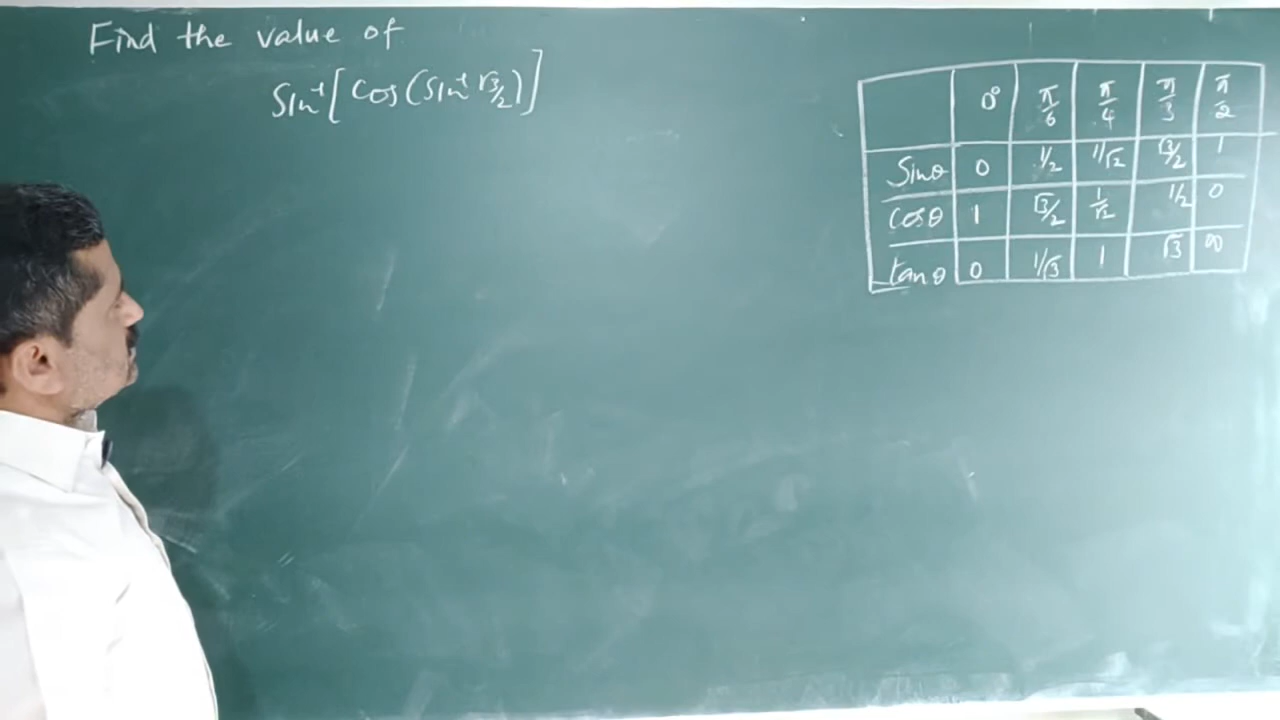 Find the value of
Sin⁻¹[Cos(Sin⁻¹ √3/2)]
0° π/6 π/4 π/3 π/2
Sinθ 0 1/2 1/√2 √3/2 1
Cosθ 1 √3/2 1/√2 1/2 0
tanθ 0 1/√3 1 √3 ∞